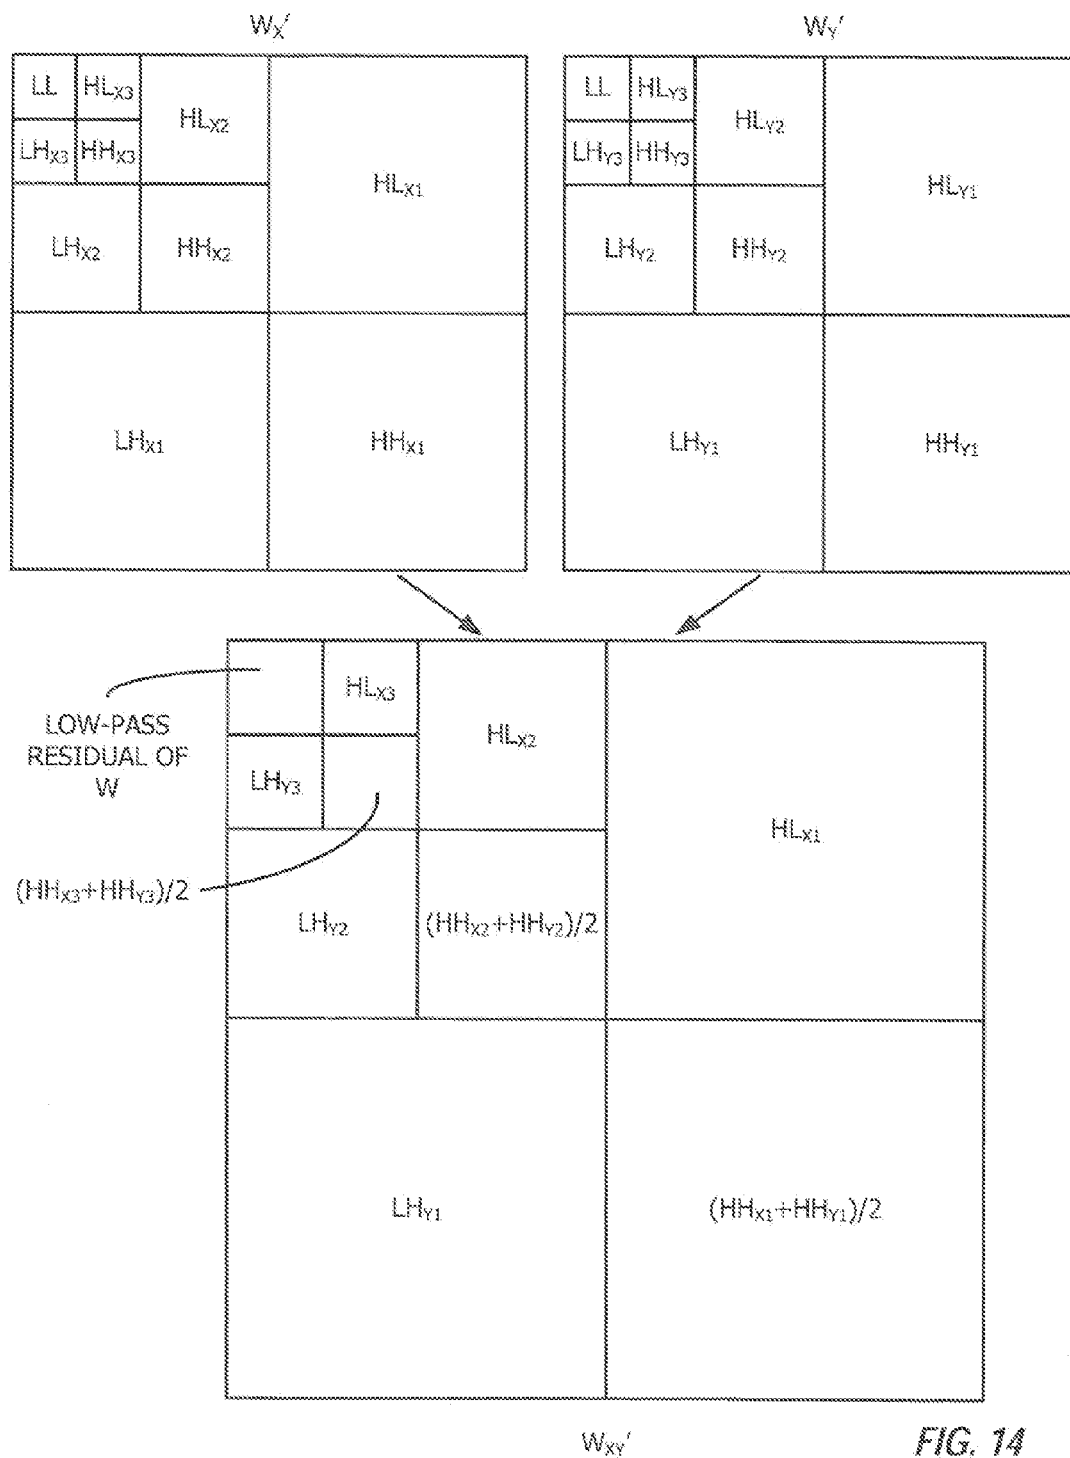 Wₓ′ W_Y′
LL HL_X3 HL_X2 HL_X1
LH_X3 HH_X3
LH_X2 HH_X2
LH_X1 HH_X1
LL HL_Y3 HL_Y2 HL_Y1
LH_Y3 HH_Y3
LH_Y2 HH_Y2
LH_Y1 HH_Y1
HL_X3
HL_X2
HL_X1
LOW-PASS
RESIDUAL OF
W
LH_Y3
(HH_X3+HH_Y3)/2
LH_Y2 (HH_X2+HH_Y2)/2
LH_Y1 (HH_X1+HH_Y1)/2
W_XY′
FIG. 14